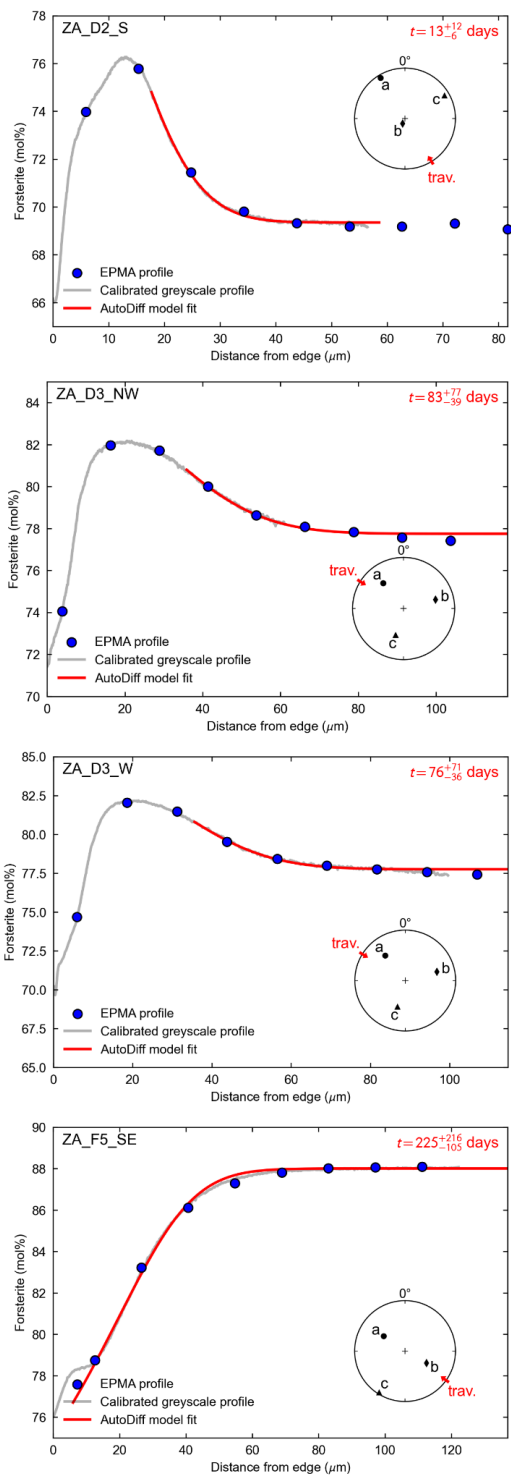 ZA_D2_S
t = 13 +12 −6 days
78
76
74
72
70
68
66
Forsterite (mol%)
0°
a
c
b
trav.
EPMA profile
Calibrated greyscale profile
AutoDiff model fit
0 10 20 30 40 50 60 70 80
Distance from edge (μm)
ZA_D3_NW
t = 83 +77 −39 days
84
82
80
78
76
74
72
70
Forsterite (mol%)
0°
trav.
a
b
c
EPMA profile
Calibrated greyscale profile
AutoDiff model fit
0 20 40 60 80 100
Distance from edge (μm)
ZA_D3_W
t = 76 +71 −36 days
85.0
82.5
80.0
77.5
75.0
72.5
70.0
67.5
65.0
Forsterite (mol%)
0°
trav.
a
b
c
EPMA profile
Calibrated greyscale profile
AutoDiff model fit
0 20 40 60 80 100
Distance from edge (μm)
ZA_F5_SE
t = 225 +216 −105 days
90
88
86
84
82
80
78
76
Forsterite (mol%)
0°
a
b
c
trav.
EPMA profile
Calibrated greyscale profile
AutoDiff model fit
0 20 40 60 80 100 120
Distance from edge (μm)